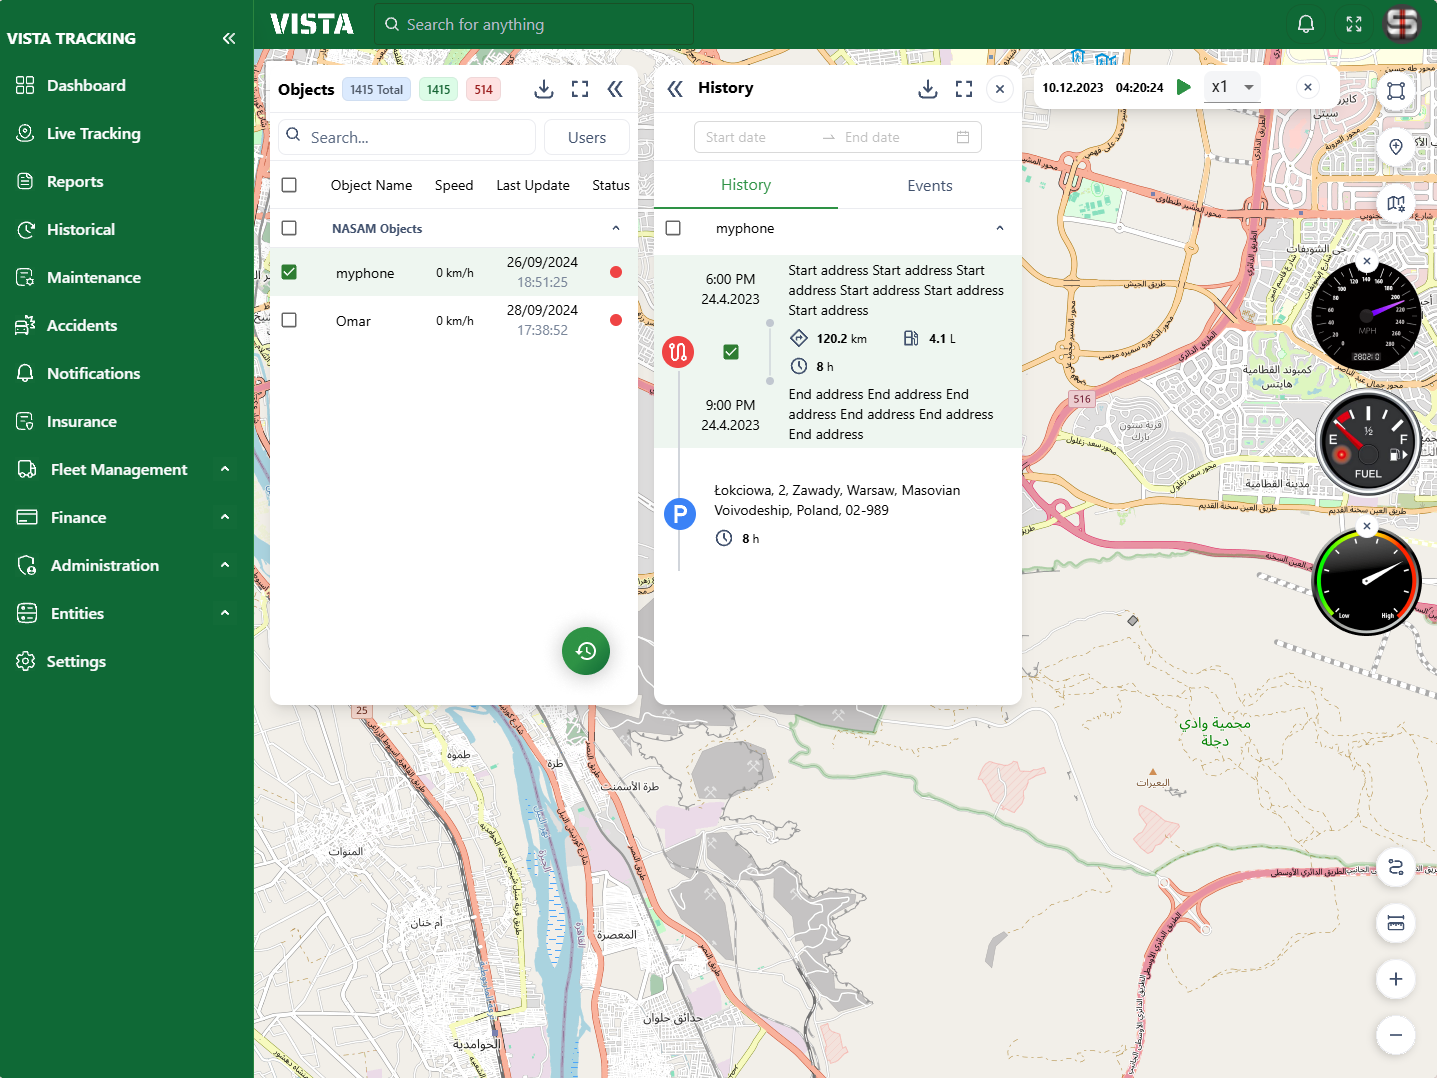 VISTA TRACKING
Dashboard
Live Tracking
Reports
Historical
Maintenance
Accidents
Notifications
Insurance
Fleet Management
Finance
Administration
Entities
Settings
VISTA
Search for anything
Objects
1415 Total
1415
514
Search...
Users
Object Name Speed Last Update Status
NASAM Objects
myphone 0 km/h 26/09/2024
18:51:25
Omar 0 km/h 28/09/2024
17:38:52
History
Start date
End date
History
Events
myphone
6:00 PM
24.4.2023
Start address Start address Start
address Start address Start address
Start address
120.2 km
4.1 L
8 h
9:00 PM
24.4.2023
End address End address End
address End address End address
End address
P
Łokciowa, 2, Zawady, Warsaw, Masovian
Voivodeship, Poland, 02-989
8 h
10.12.2023 04:20:24
x1
MPH
E
½
F
FUEL
Low
High
516
25
حى الشويفات
طريق الجيش
كمبوند القطامية
هايتس
مدينة القطامية
محمية وادي
دجلة
البعيرات
طموه
طرة
طرة الأسمنت
المنوات
أم خنان
المعصرة
حدائق حلوان
الحوامدية